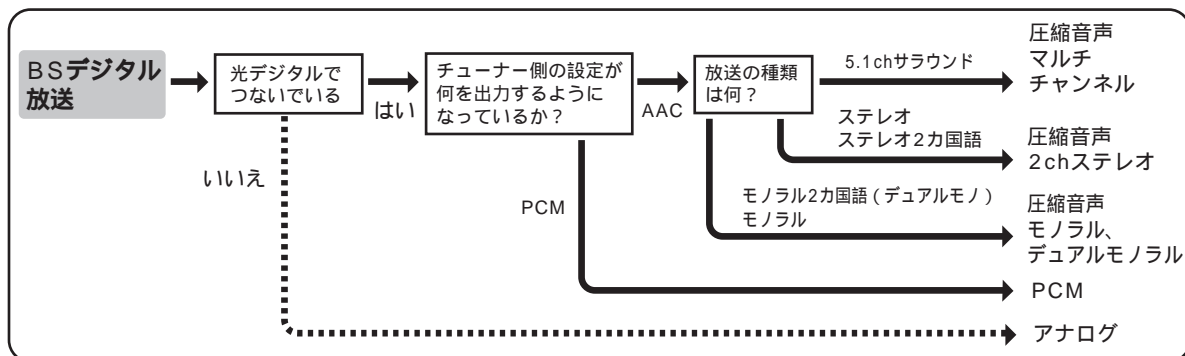 BSデジタル
放送
光デジタルで
つないでいる
はい
いいえ
チューナー側の設定が
何を出力するように
なっているか?
AAC
PCM
放送の種類
は何?
5.1chサラウンド
ステレオ
ステレオ2カ国語
モノラル2カ国語(デュアルモノ)
モノラル
圧縮音声
マルチ
チャンネル
圧縮音声
2chステレオ
圧縮音声
モノラル、
デュアルモノラル
PCM
アナログ